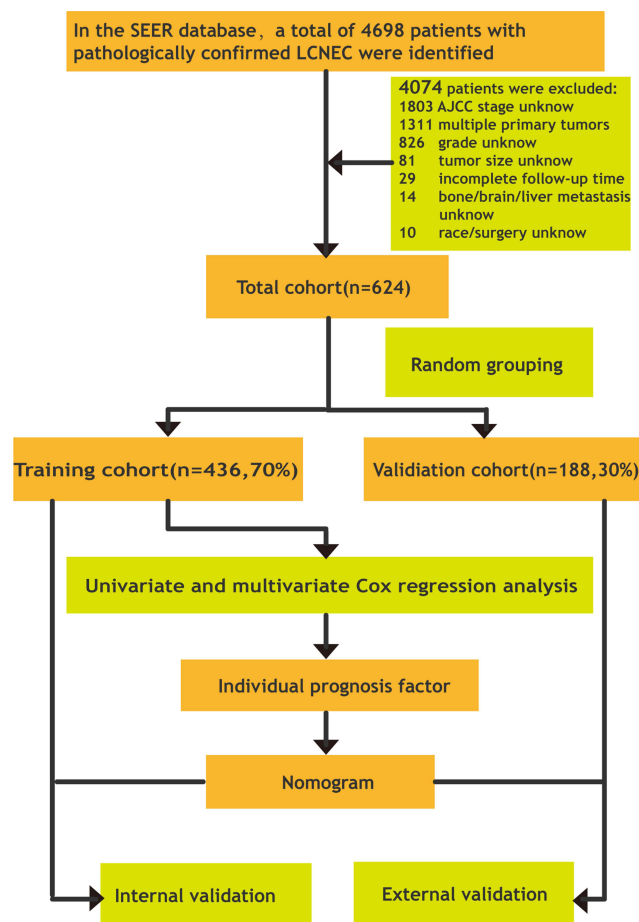 In the SEER database, a total of 4698 patients with
pathologically confirmed LCNEC were identified
4074 patients were excluded:
1803 AJCC stage unknow
1311 multiple primary tumors
826 grade unknow
81 tumor size unknow
29 incomplete follow-up time
14 bone/brain/liver metastasis
unknow
10 race/surgery unknow
Total cohort(n=624)
Random grouping
Training cohort(n=436,70%)
Validiation cohort(n=188,30%)
Univariate and multivariate Cox regression analysis
Individual prognosis factor
Nomogram
Internal validation
External validation